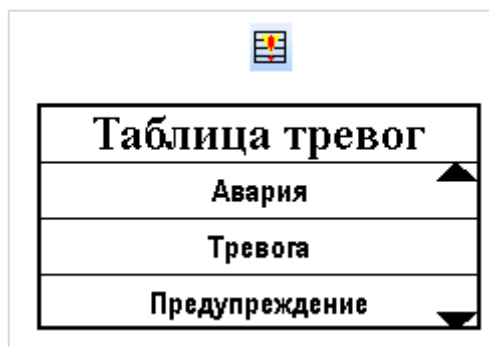 Таблица тревог
Авария
Тревога
Предупреждение